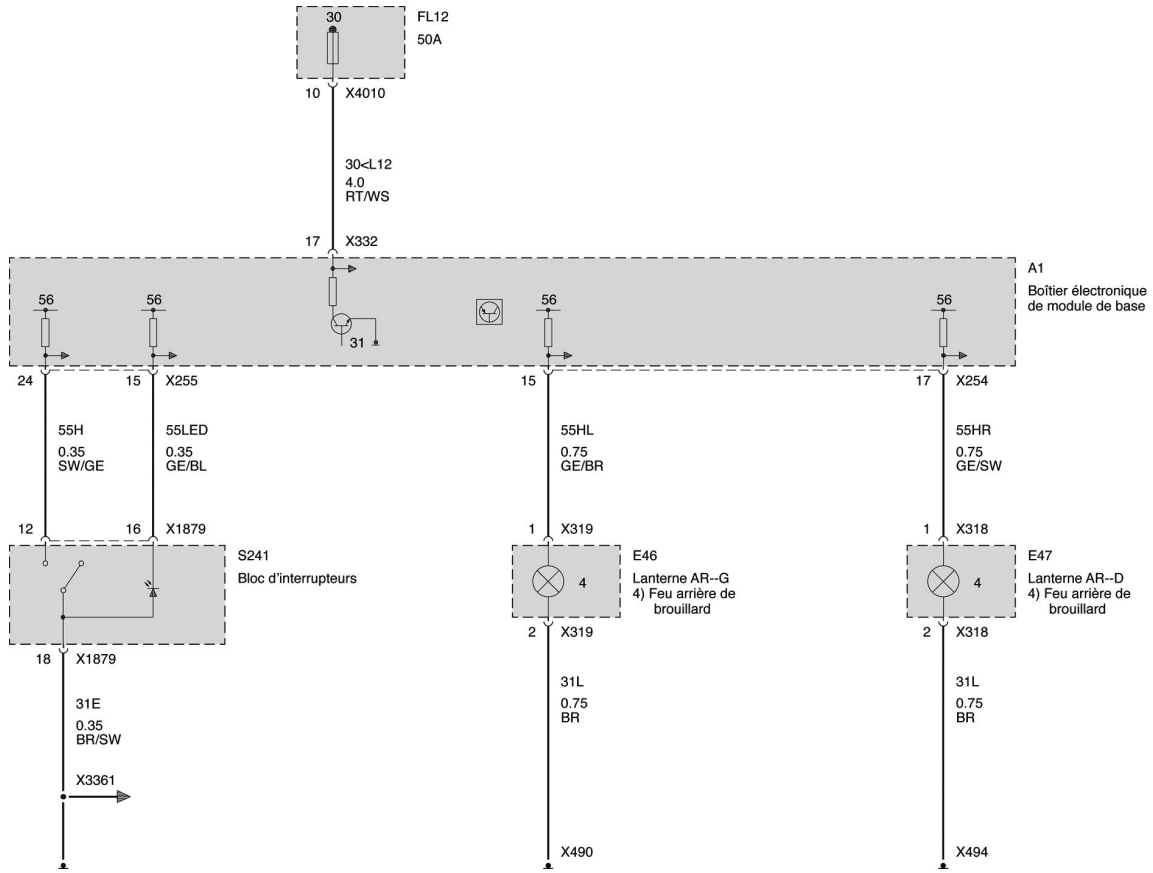 30
FL12
50A
10 X4010
30<L12
4.0
RT/WS
17 X332
A1
Boîtier électronique
de module de base
56
56
56
56
31
24
15 X255
15
17 X254
55H
0.35
SW/GE
55LED
0.35
GE/BL
55HL
0.75
GE/BR
55HR
0.75
GE/SW
12
16 X1879
1 X319
1 X318
S241
Bloc d'interrupteurs
4
E46
Lanterne AR--G
4) Feu arrière de
brouillard
4
E47
Lanterne AR--D
4) Feu arrière de
brouillard
18 X1879
2 X319
2 X318
31E
0.35
BR/SW
31L
0.75
BR
31L
0.75
BR
X3361
X490
X494